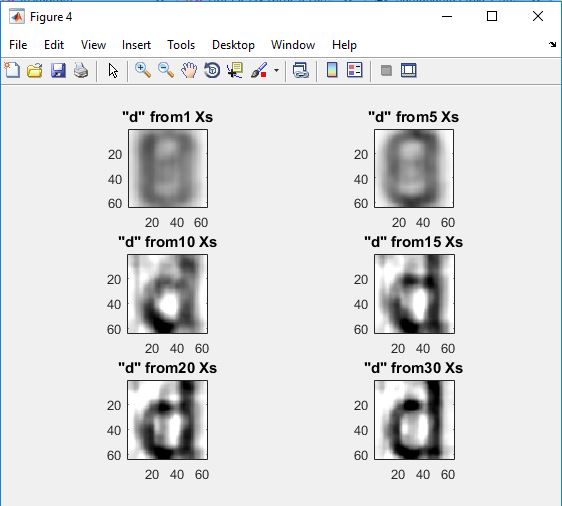 Figure 4
File Edit View Insert Tools Desktop Window Help
"d" from1 Xs "d" from5 Xs
20 20
40 40
60 60
20 40 60 20 40 60
"d" from10 Xs "d" from15 Xs
20 20
40 40
60 60
20 40 60 20 40 60
"d" from20 Xs "d" from30 Xs
20 20
40 40
60 60
20 40 60 20 40 60